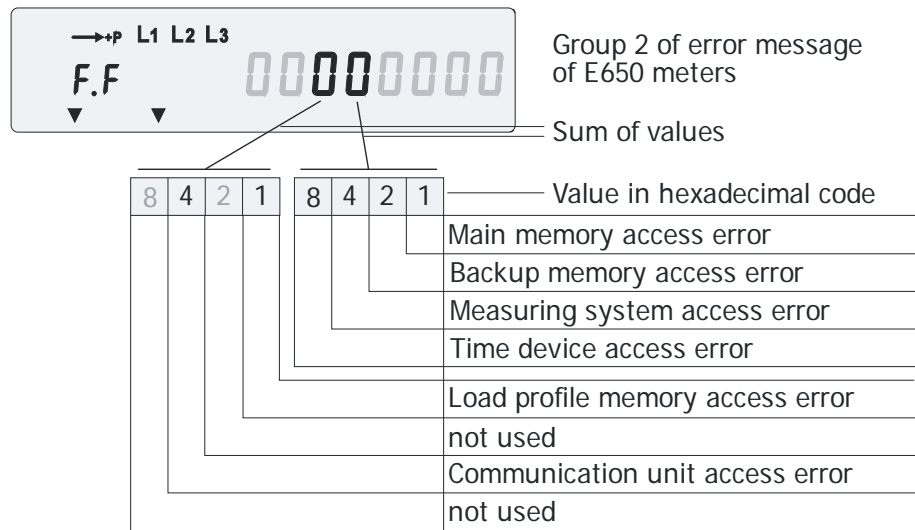 →+P L1 L2 L3
F.F 00000000
Group 2 of error message
of E650 meters
Sum of values
8 4 2 1 8 4 2 1 Value in hexadecimal code
Main memory access error
Backup memory access error
Measuring system access error
Time device access error
Load profile memory access error
not used
Communication unit access error
not used